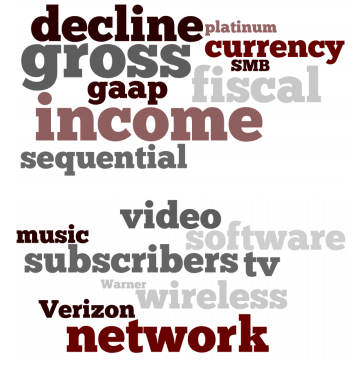 decline platinum
gross currency
SMB
gaap fiscal
income
sequential
video
music software
subscribers tv
Warner wireless
Verizon
network